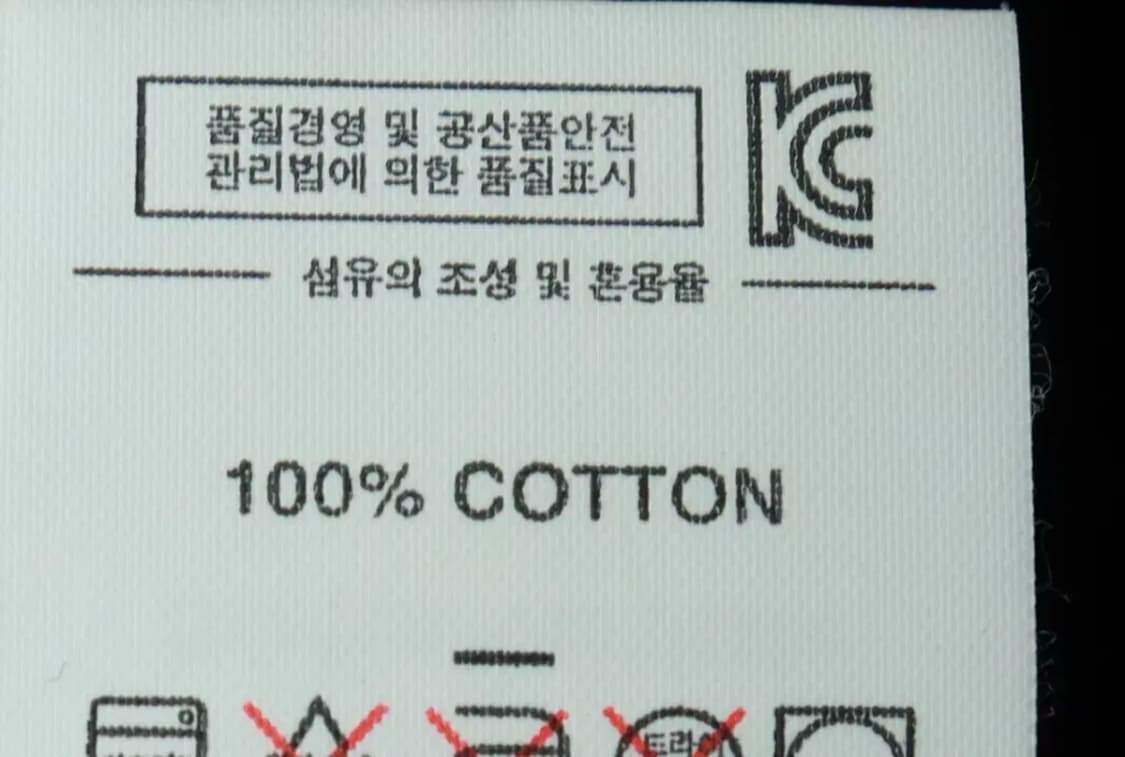 품질경영 및 공산품안전
관리법에 의한 품질표시
KC
섬유의 조성 및 혼용율
100% COTTON